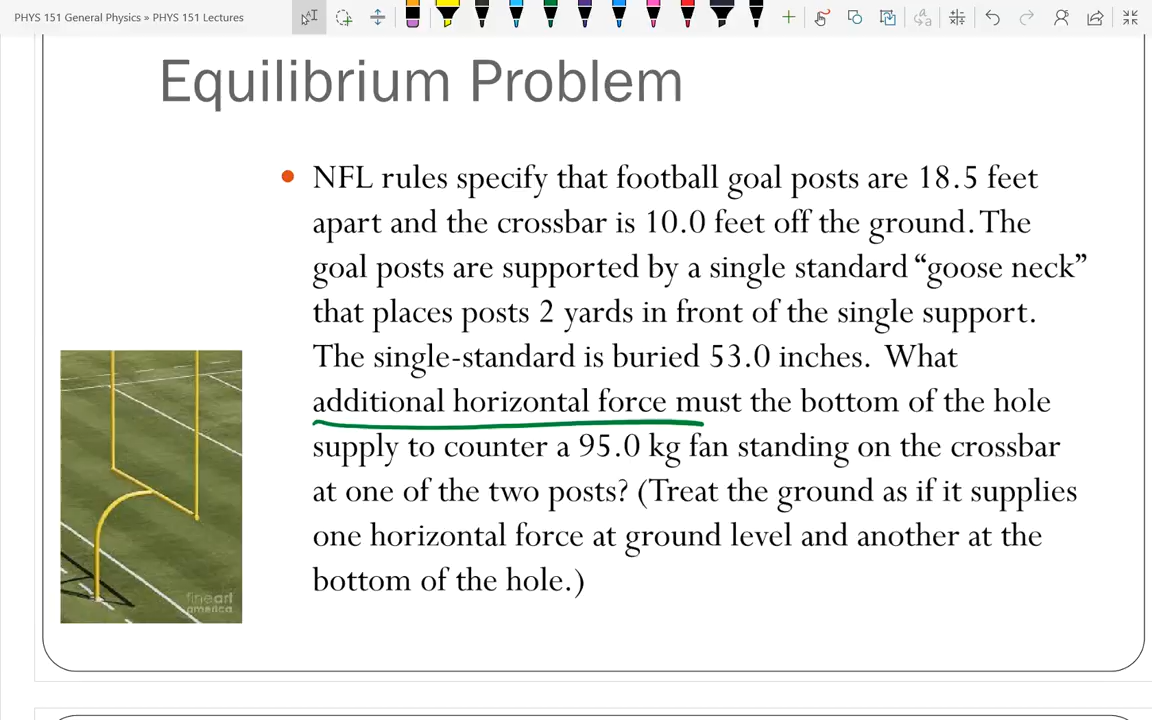 PHYS 151 General Physics » PHYS 151 Lectures
Equilibrium Problem
• NFL rules specify that football goal posts are 18.5 feet
apart and the crossbar is 10.0 feet off the ground. The
goal posts are supported by a single standard “goose neck”
that places posts 2 yards in front of the single support.
The single-standard is buried 53.0 inches. What
additional horizontal force must the bottom of the hole
supply to counter a 95.0 kg fan standing on the crossbar
at one of the two posts? (Treat the ground as if it supplies
one horizontal force at ground level and another at the
bottom of the hole.)
fineart
america